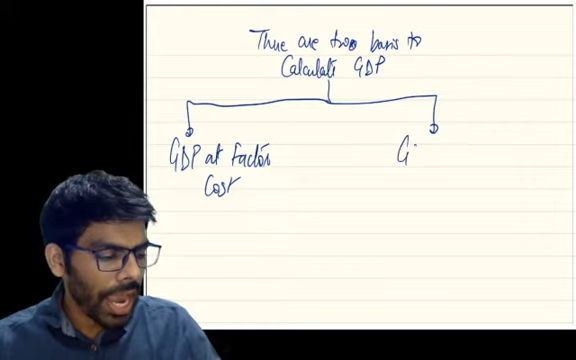 There are two basis to
Calculate GDP
GDP at Factor
Cost
G